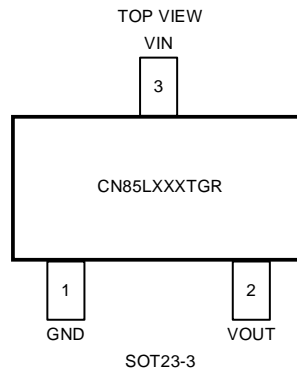 TOP VIEW
VIN
3
CN85LXXXTGR
1
2
GND
VOUT
SOT23-3